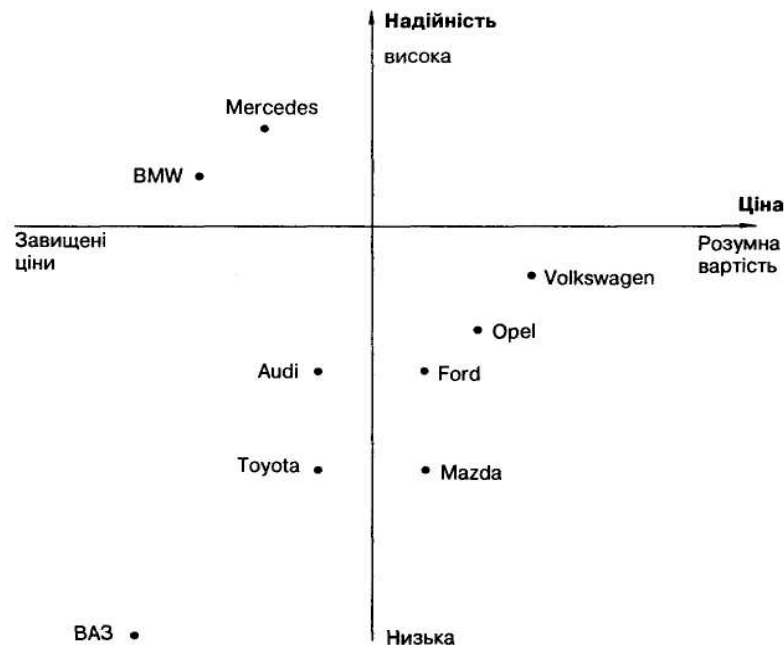 Надійність
висока
Mercedes
BMW
Ціна
Завищені
ціни
Розумна
вартість
Volkswagen
Opel
Audi
Ford
Toyota
Mazda
ВАЗ
Низька